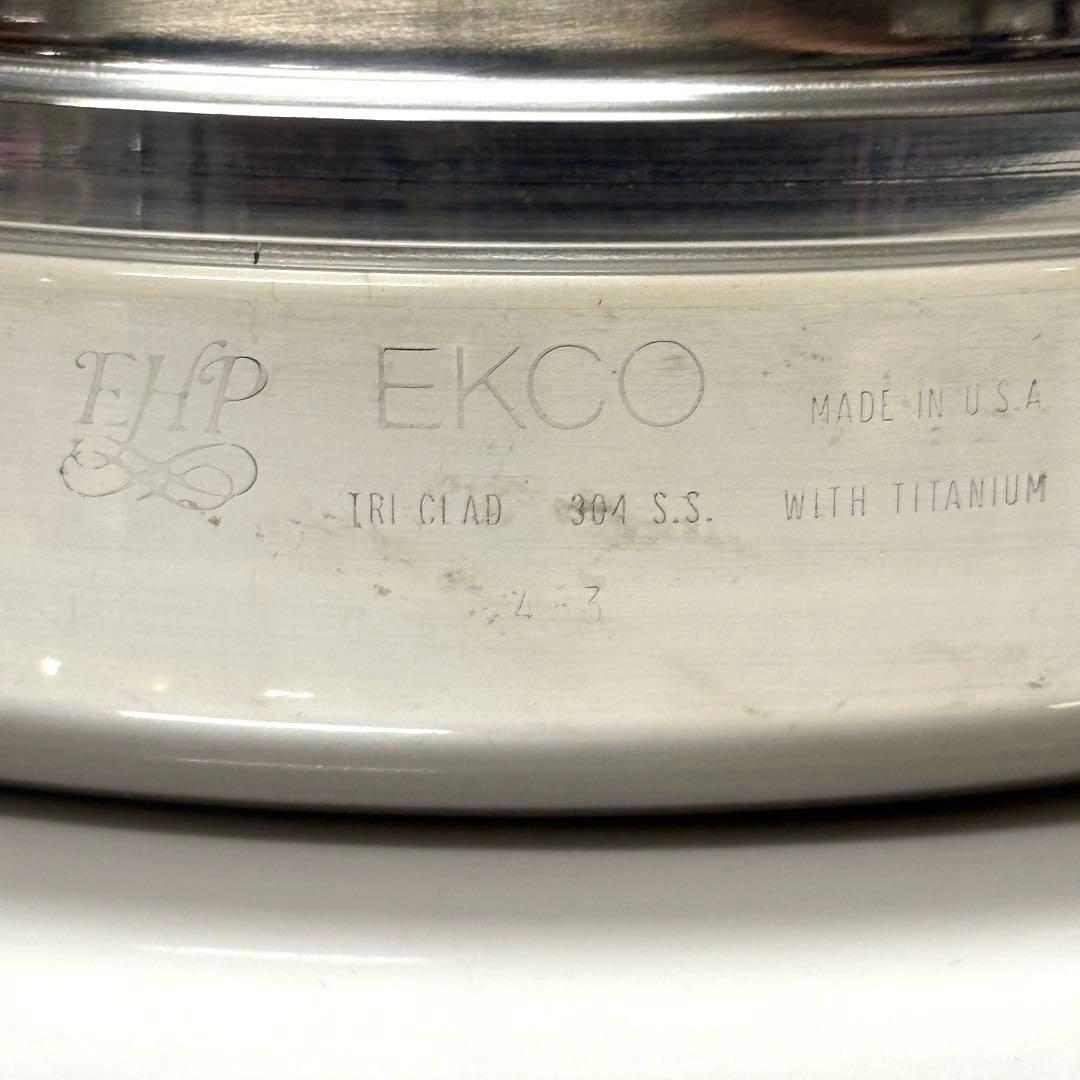 EHP EKCO MADE IN U.S.A
TRI CLAD 304 S.S. WITH TITANIUM